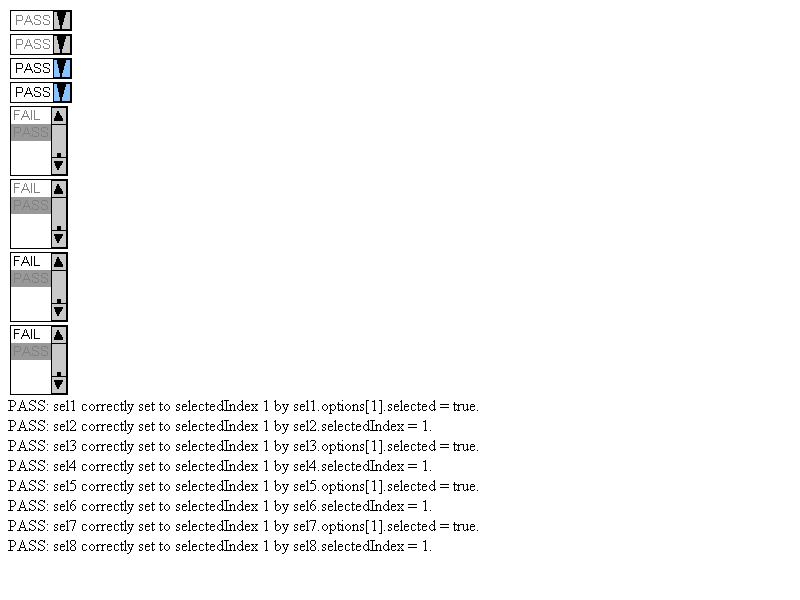 PASS
PASS
PASS
PASS
FAIL
PASS
FAIL
PASS
FAIL
PASS
FAIL
PASS
PASS: sel1 correctly set to selectedIndex 1 by sel1.options[1].selected = true.
PASS: sel2 correctly set to selectedIndex 1 by sel2.selectedIndex = 1.
PASS: sel3 correctly set to selectedIndex 1 by sel3.options[1].selected = true.
PASS: sel4 correctly set to selectedIndex 1 by sel4.selectedIndex = 1.
PASS: sel5 correctly set to selectedIndex 1 by sel5.options[1].selected = true.
PASS: sel6 correctly set to selectedIndex 1 by sel6.selectedIndex = 1.
PASS: sel7 correctly set to selectedIndex 1 by sel7.options[1].selected = true.
PASS: sel8 correctly set to selectedIndex 1 by sel8.selectedIndex = 1.